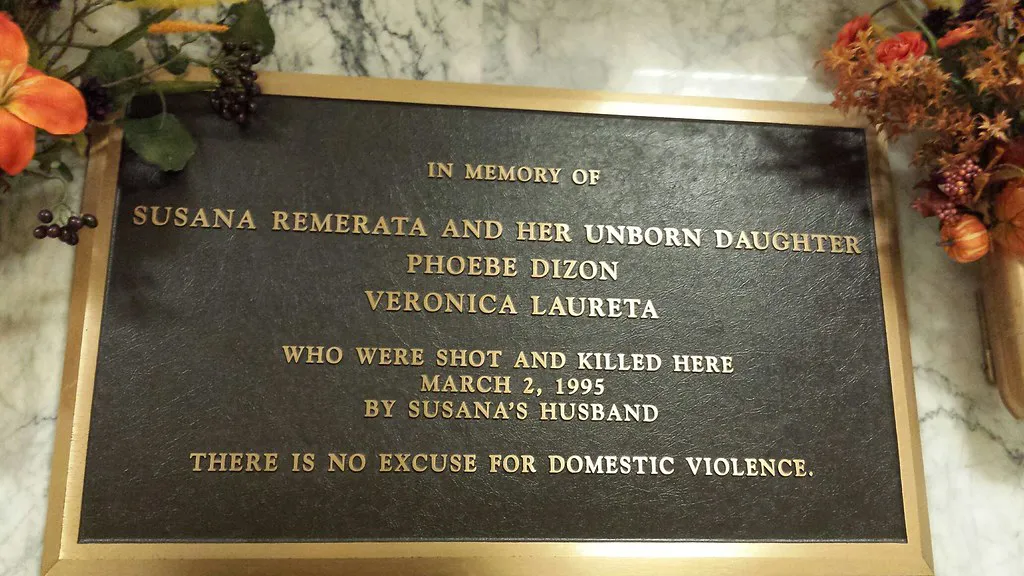 IN MEMORY OF
SUSANA REMERATA AND HER UNBORN DAUGHTER
PHOEBE DIZON
VERONICA LAURETA
WHO WERE SHOT AND KILLED HERE
MARCH 2, 1995
BY SUSANA'S HUSBAND
THERE IS NO EXCUSE FOR DOMESTIC VIOLENCE.